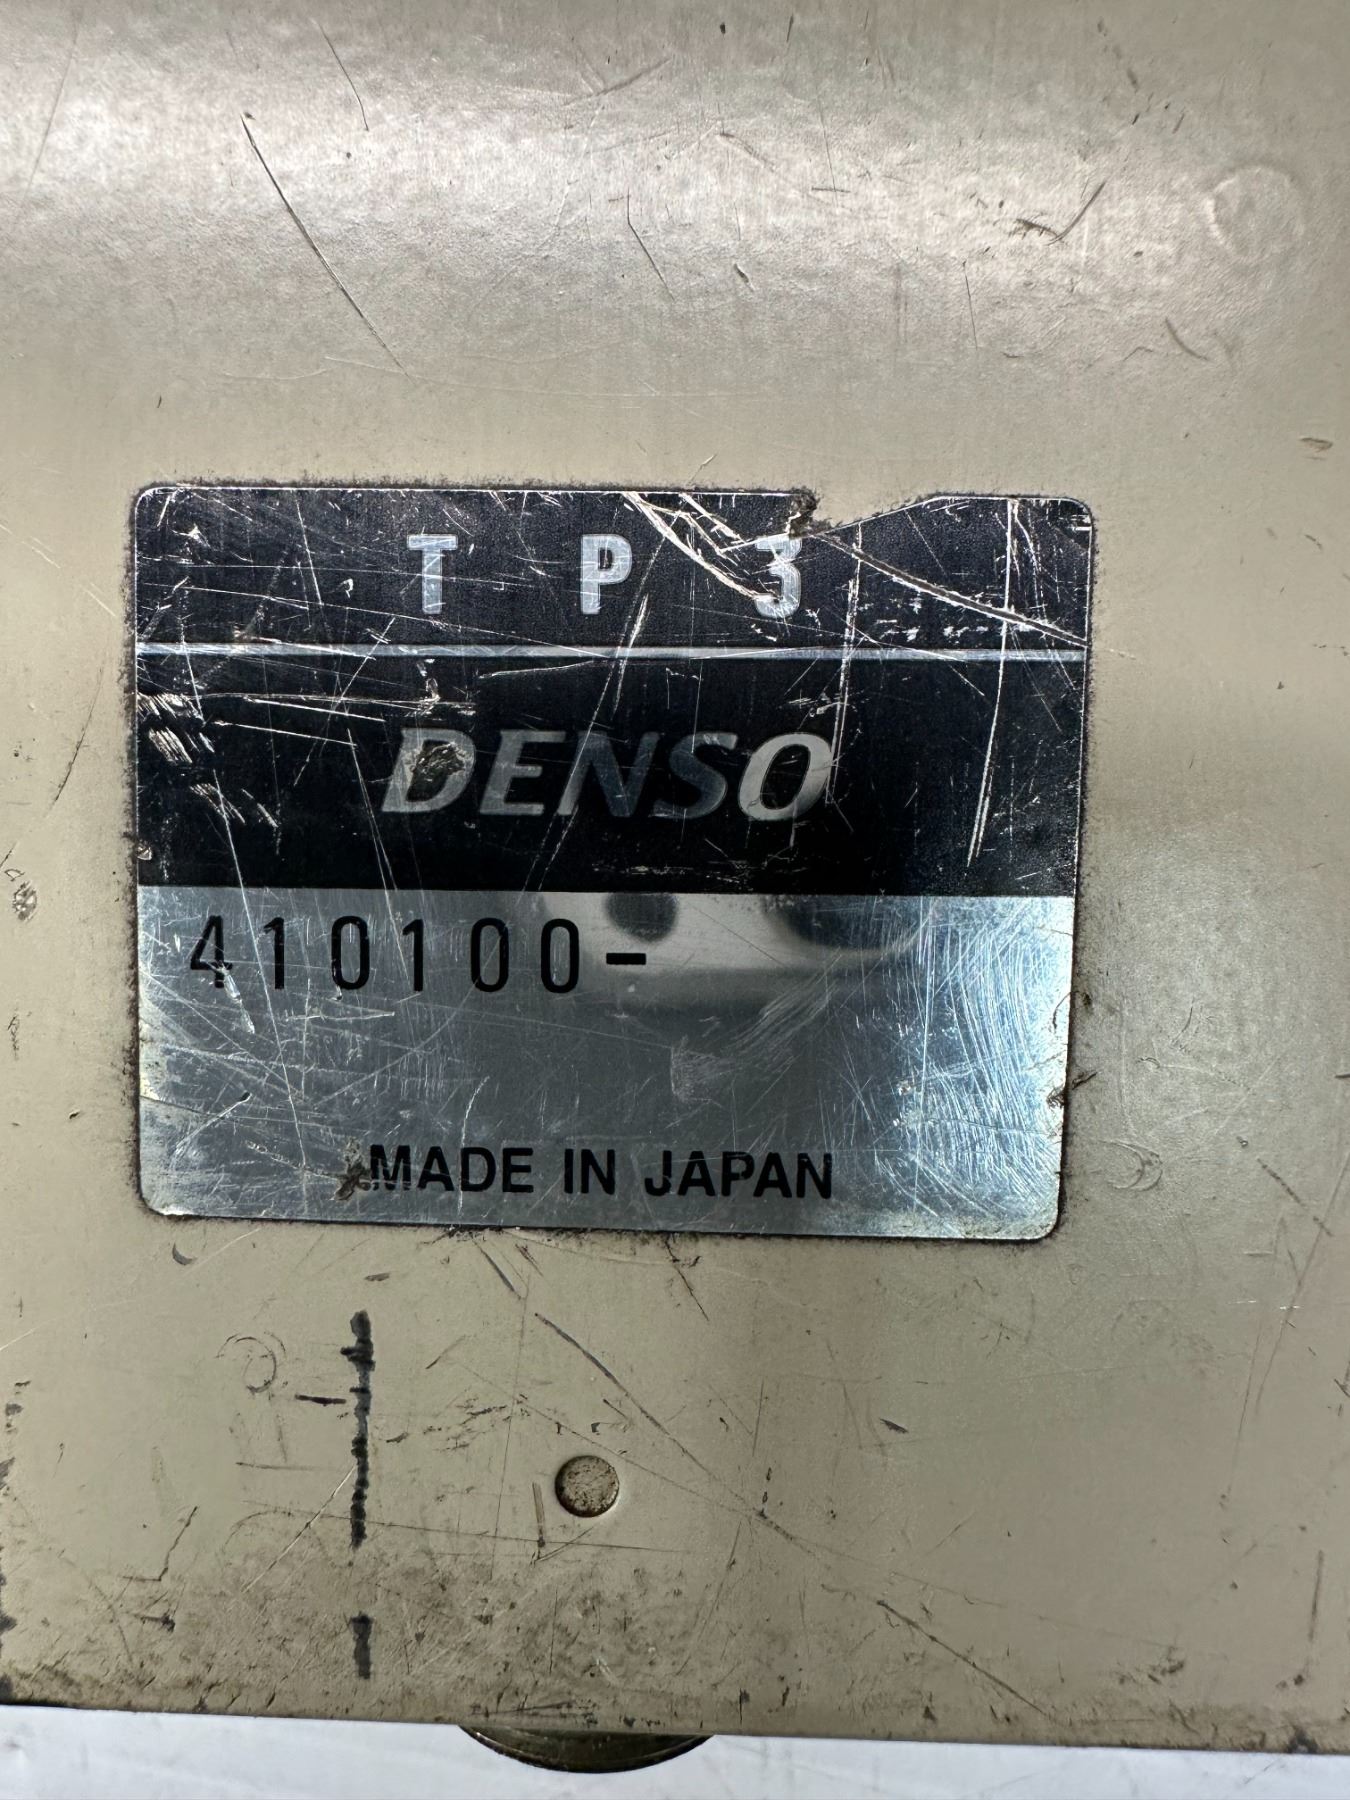 TP3
DENSO
410100-
MADE IN JAPAN